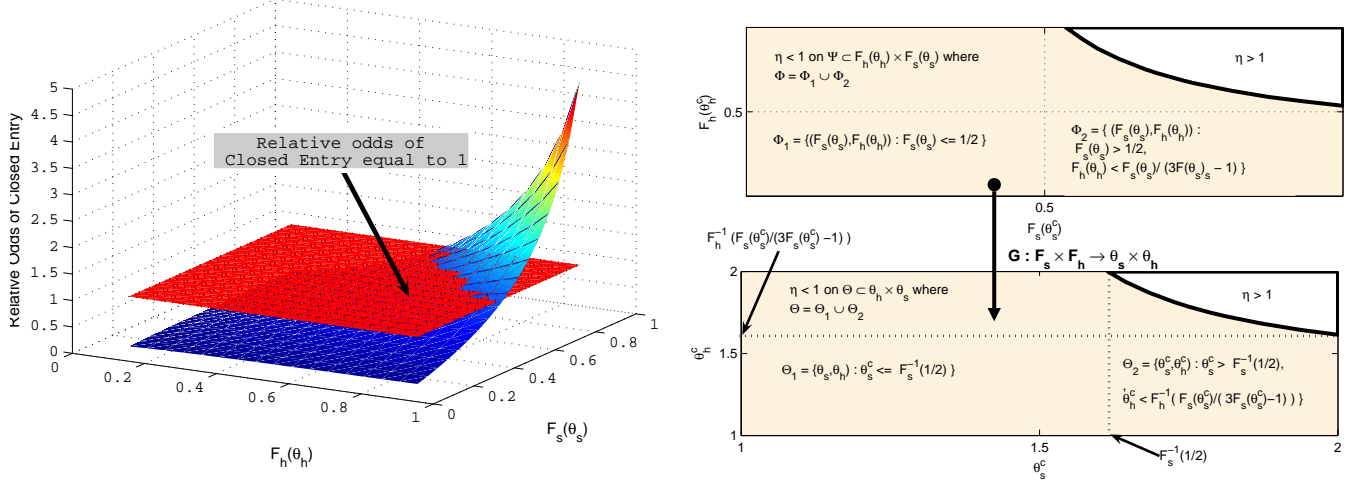 Relative Odds of Closed Entry
5
4.5
4
3.5
3
2.5
2
1.5
1
0.5
0
Relative odds of
Closed Entry equal to 1
0
0.2
0.4
0.6
0.8
1
F_h(θ_h)
0
0.2
0.4
0.6
0.8
1
F_s(θ_s)
η < 1 on Ψ ⊂ F_h(θ_h) × F_s(θ_s) where
Φ = Φ_1 ∪ Φ_2
η > 1
F_h(θ_h^c)
0.5
Φ_1 = {(F_s(θ_s),F_h(θ_h)) : F_s(θ_s) <= 1/2 }
Φ_2 = { (F_s(θ_s),F_h(θ_h)) :
F_s(θ_s) > 1/2,
F_h(θ_h) < F_s(θ_s)/ (3F(θ_s)_s − 1) }
0.5
F_s(θ_s^c)
F_h^{-1} (F_s(θ_s^c)/(3F_s(θ_s^c) −1) )
G : F_s × F_h → θ_s × θ_h
2
η < 1 on Θ ⊂ θ_h × θ_s where
Θ = Θ_1 ∪ Θ_2
η > 1
θ_h^c
1.5
Θ_1 = {θ_s,θ_h) : θ_s^c <= F_s^{-1}(1/2) }
Θ_2 = {θ_s^c,θ_h^c) : θ_s^c > F_s^{-1}(1/2),
θ_h^c < F_h^{-1}( F_s(θ_s^c)/( 3F_s(θ_s^c)−1) ) }
1
1
1.5
2
θ_s^c
F_s^{-1}(1/2)